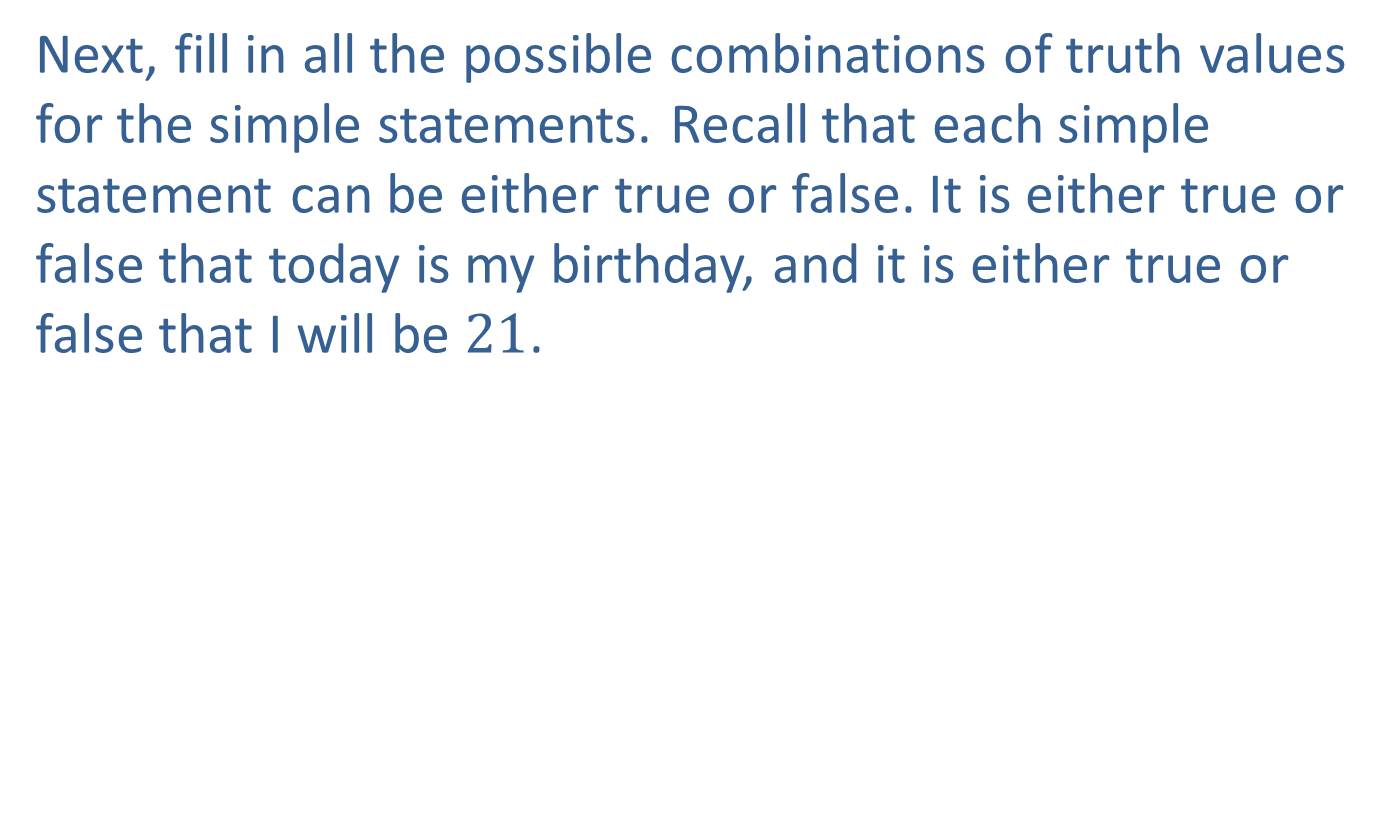 Next, fill in all the possible combinations of truth values
for the simple statements. Recall that each simple
statement can be either true or false. It is either true or
false that today is my birthday, and it is either true or
false that I will be 21.